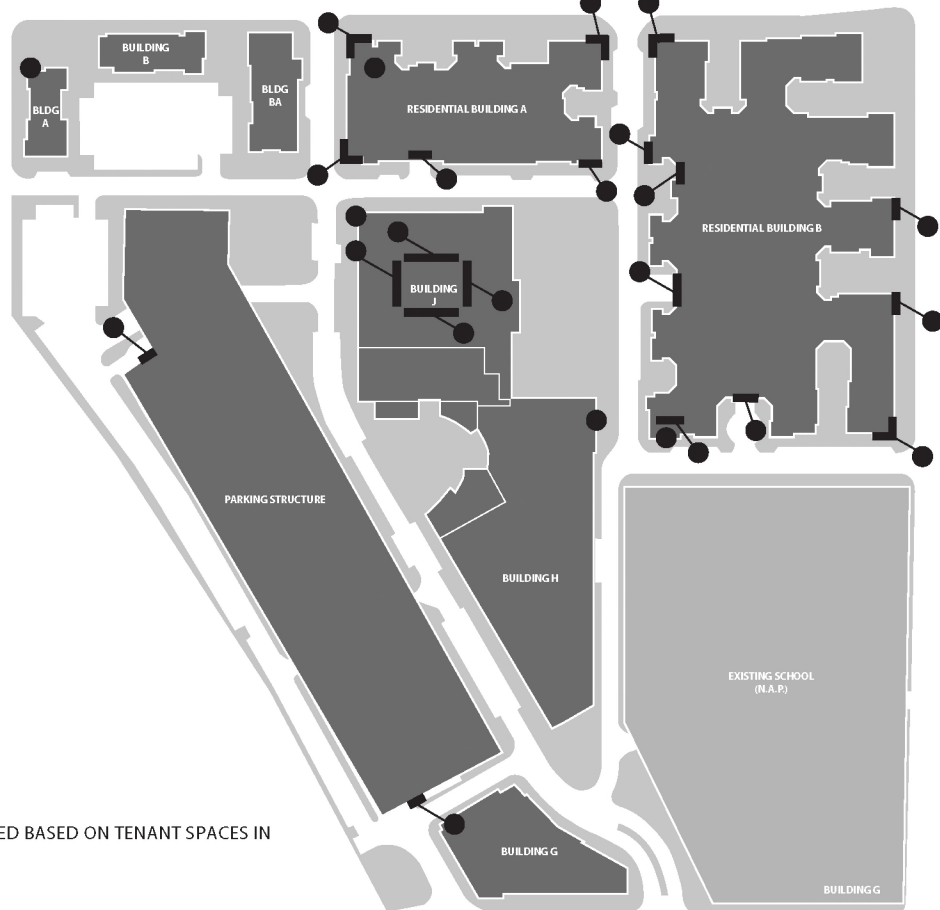 BUILDING
B
BLDG
A
BLDG
BA
RESIDENTIAL BUILDING A
RESIDENTIAL BUILDING B
BUILDING
J
PARKING STRUCTURE
BUILDING H
EXISTING SCHOOL
(N.A.P.)
ED BASED ON TENANT SPACES IN
BUILDING G
BUILDING G